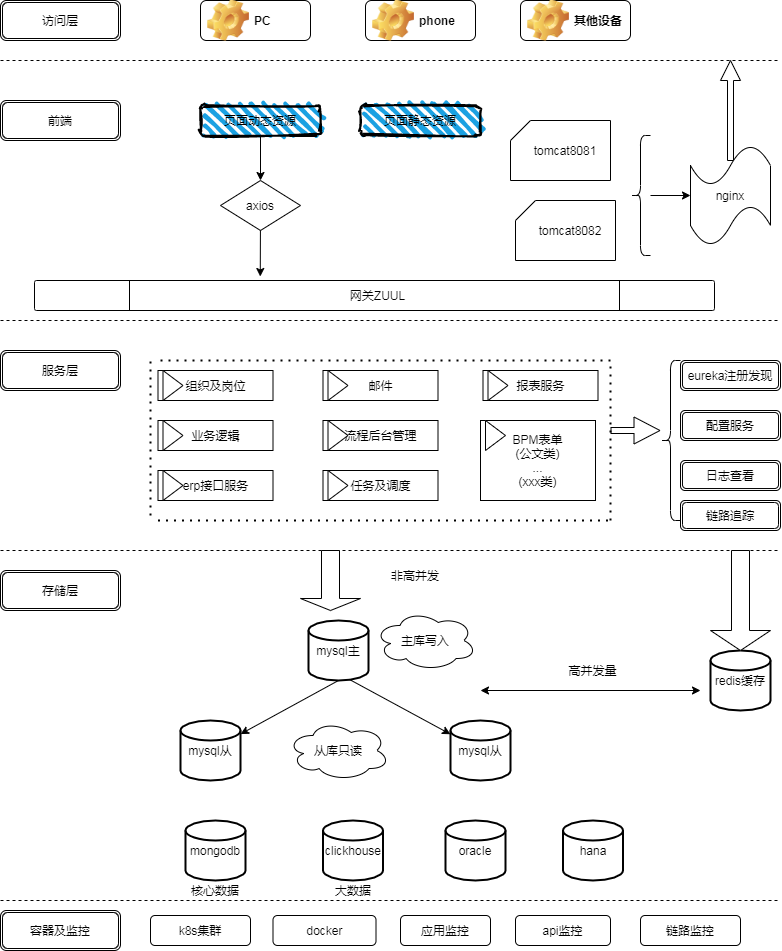 访问层
PC
phone
其他设备
前端
页面动态资源
页面静态资源
tomcat8081
axios
nginx
tomcat8082
网关ZUUL
服务层
组织及岗位
邮件
报表服务
eureka注册发现
业务逻辑
流程后台管理
BPM表单
(公文类)
...
(xxx类)
配置服务
erp接口服务
任务及调度
日志查看
链路追踪
存储层
非高并发
mysql主
主库写入
高并发量
redis缓存
mysql从
从库只读
mysql从
mongodb
clickhouse
oracle
hana
核心数据
大数据
容器及监控
k8s集群
docker
应用监控
api监控
链路监控